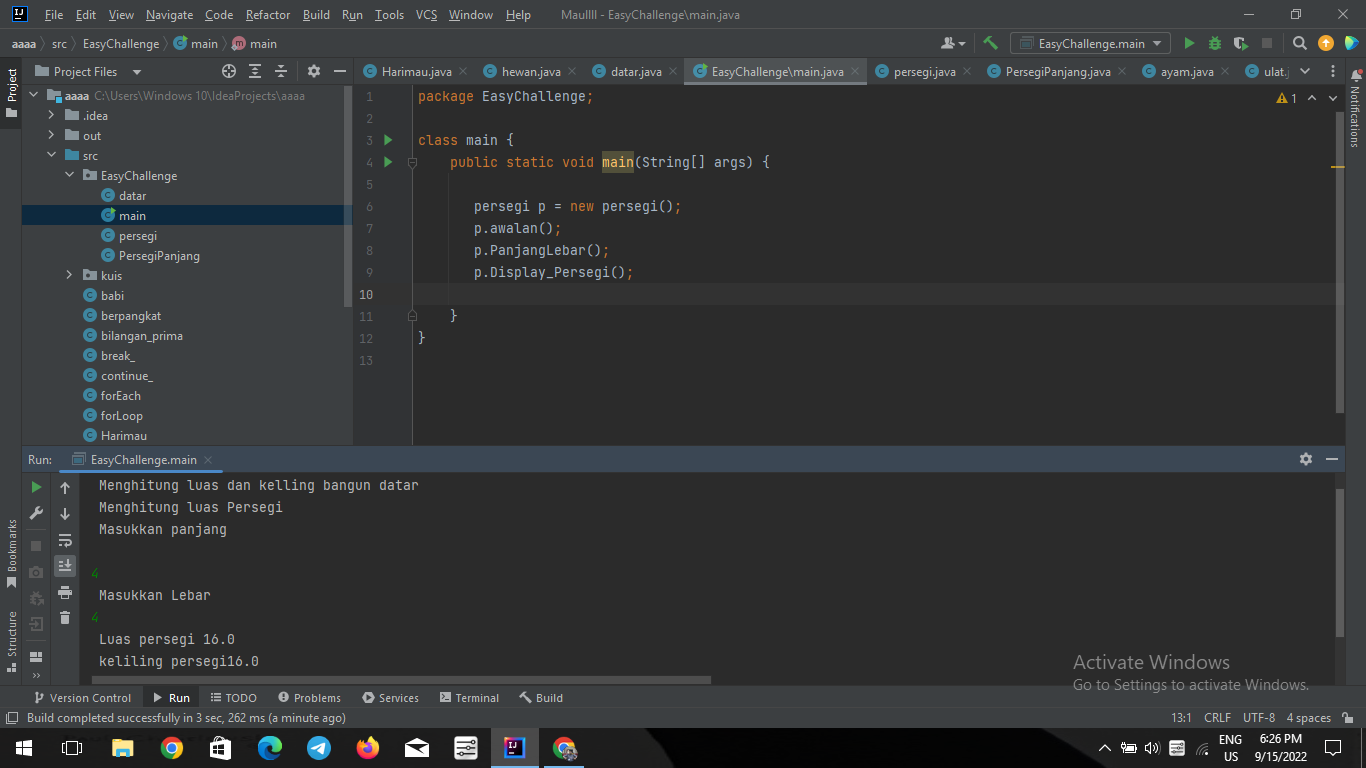 File Edit View Navigate Code Refactor Build Run Tools VCS Window Help Maullll - EasyChallenge\main.java
aaaa src EasyChallenge main main EasyChallenge.main
Project Files
Harimau.java hewan.java datar.java EasyChallenge\main.java persegi.java PersegiPanjang.java ayam.java ulat.j
Project
Notifications
aaaa C:\Users\Windows 10\IdeaProjects\aaaa
.idea
out
src
EasyChallenge
datar
main
persegi
PersegiPanjang
kuis
babi
berpangkat
bilangan_prima
break_
continue_
forEach
forLoop
Harimau
1 package EasyChallenge;
2
3 class main {
4 public static void main(String[] args) {
5
6 persegi p = new persegi();
7 p.awalan();
8 p.PanjangLebar();
9 p.Display_Persegi();
10
11 }
12 }
13
1
Run: EasyChallenge.main
Menghitung luas dan kelling bangun datar
Menghitung luas Persegi
Masukkan panjang
4
Masukkan Lebar
4
Luas persegi 16.0
keliling persegi16.0
Bookmarks
Structure
Activate Windows
Go to Settings to activate Windows.
Version Control Run TODO Problems Services Terminal Build
Build completed successfully in 3 sec, 262 ms (a minute ago) 13:1 CRLF UTF-8 4 spaces
ENG
US
6:26 PM
9/15/2022